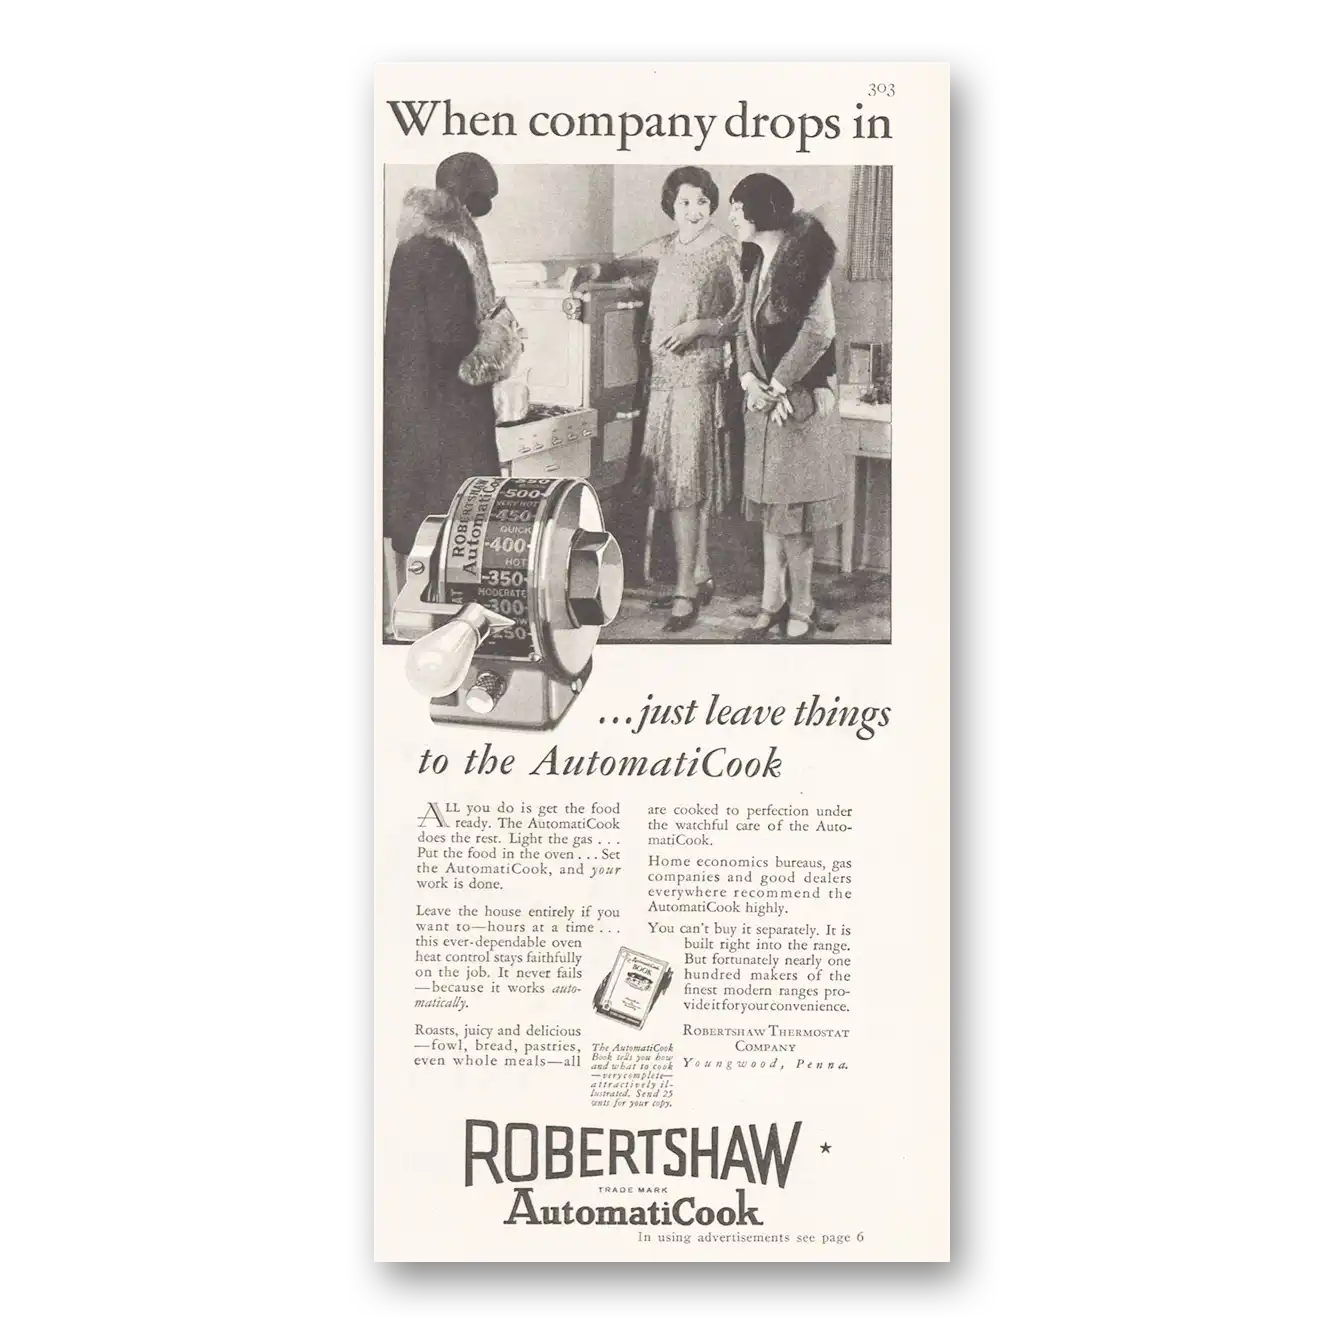 303
When company drops in
ROBERTSHAW
AutomatiCook
550
500
VERY HOT
450
QUICK
400
HOT
350
MODERATE
300
250
...just leave things
to the AutomatiCook
ALL you do is get the food
ready. The AutomatiCook
does the rest. Light the gas . . .
Put the food in the oven . . . Set
the AutomatiCook, and your
work is done.
Leave the house entirely if you
want to—hours at a time . . .
this ever-dependable oven
heat control stays faithfully
on the job. It never fails
—because it works auto-
matically.
Roasts, juicy and delicious
—fowl, bread, pastries,
even whole meals—all
AutomatiCook
BOOK
The AutomatiCook
Book tells you how
and what to cook
—very complete—
attractively il-
lustrated. Send 25
cents for your copy.
are cooked to perfection under
the watchful care of the Auto-
matiCook.
Home economics bureaus, gas
companies and good dealers
everywhere recommend the
AutomatiCook highly.
You can't buy it separately. It is
built right into the range.
But fortunately nearly one
hundred makers of the
finest modern ranges pro-
vide it for your convenience.
ROBERTSHAW THERMOSTAT
COMPANY
Youngwood, Penna.
ROBERTSHAW ★
TRADE MARK
AutomatiCook
In using advertisements see page 6